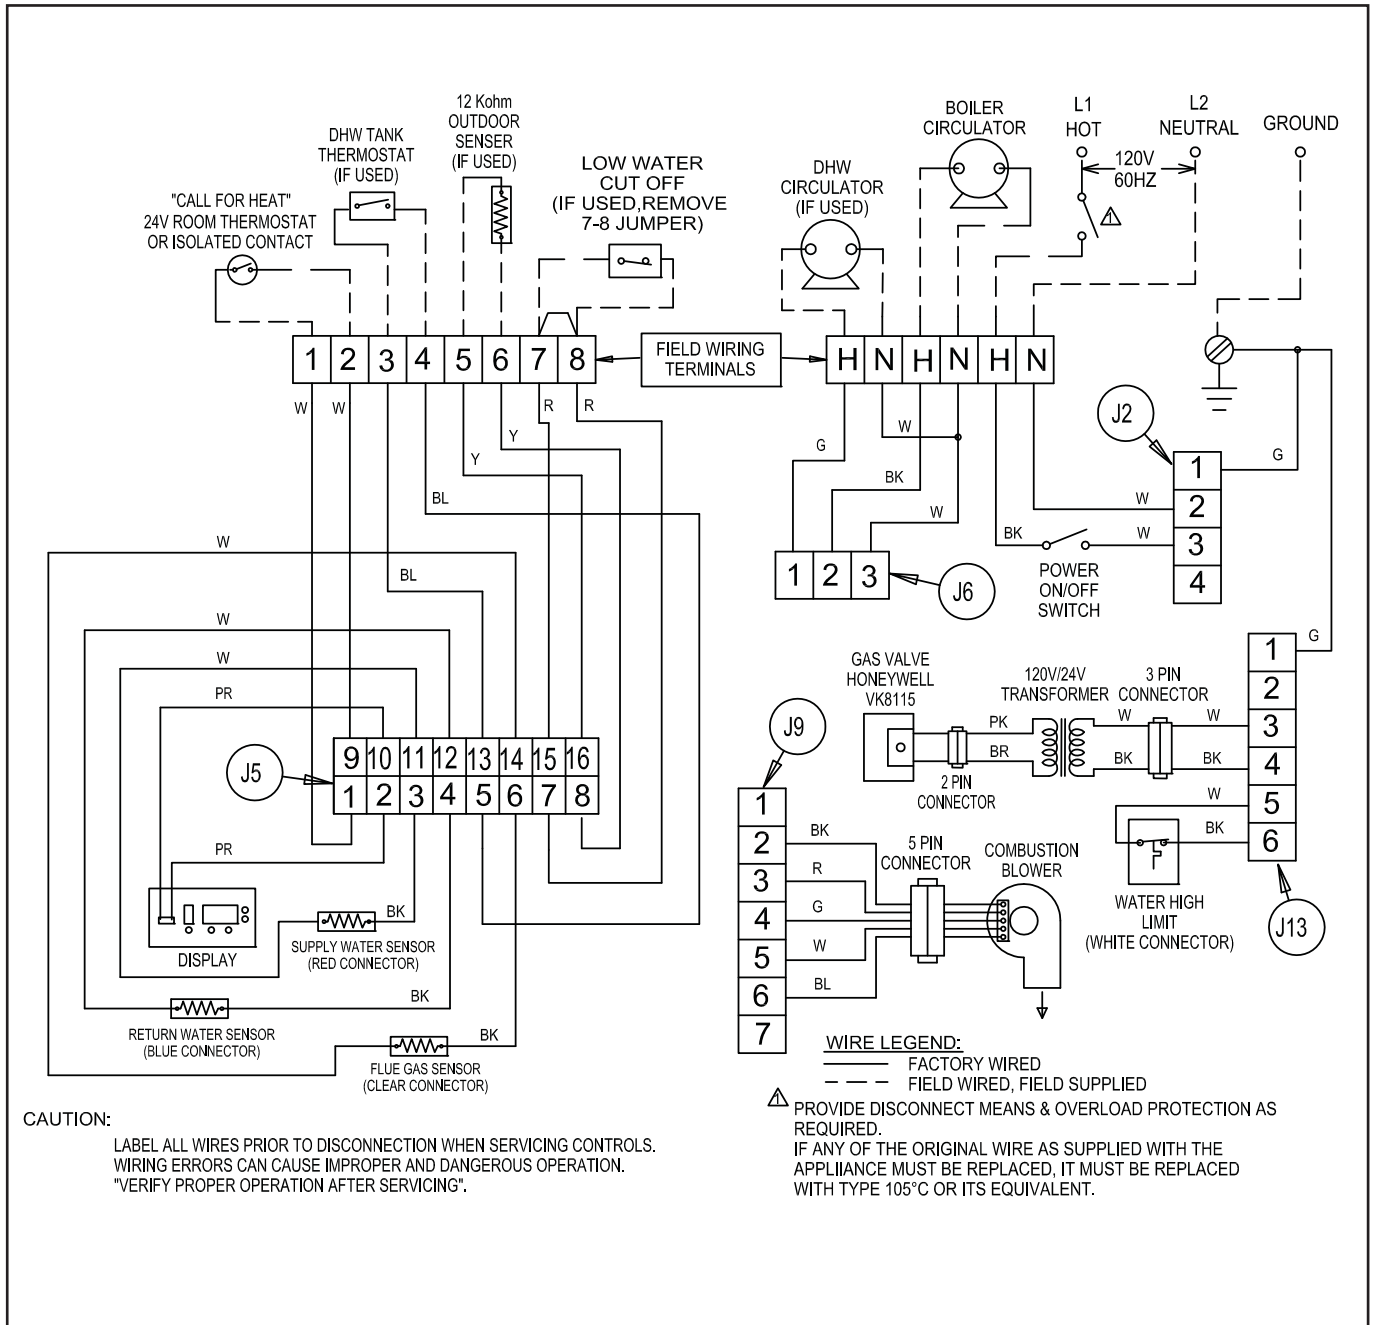 12 Kohm
OUTDOOR
SENSER
(IF USED)
DHW TANK
THERMOSTAT
(IF USED)
"CALL FOR HEAT"
24V ROOM THERMOSTAT
OR ISOLATED CONTACT
LOW WATER
CUT OFF
(IF USED,REMOVE
7-8 JUMPER)
DHW
CIRCULATOR
(IF USED)
BOILER
CIRCULATOR
L1
HOT
L2
NEUTRAL
GROUND
120V
60HZ
1
1 2 3 4 5 6 7 8
FIELD WIRING
TERMINALS
H N H N H N
W W R R
Y
Y
BL
W
BL
W
W
PR
G
W
BK
W
J2
G
1
2
3
4
W
BK W
POWER
ON/OFF
SWITCH
1 2 3
J6
J5
9 10 11 12 13 14 15 16
1 2 3 4 5 6 7 8
PR
DISPLAY
BK
SUPPLY WATER SENSOR
(RED CONNECTOR)
BK
RETURN WATER SENSOR
(BLUE CONNECTOR)
BK
FLUE GAS SENSOR
(CLEAR CONNECTOR)
GAS VALVE
HONEYWELL
VK8115
PK
BR
2 PIN
CONNECTOR
120V/24V
TRANSFORMER
3 PIN
CONNECTOR
W W
BK BK
G
1
2
3
4
5
6
W
BK
WATER HIGH
LIMIT
(WHITE CONNECTOR)
J13
J9
1
2
3
4
5
6
7
BK
R
G
W
BL
5 PIN
CONNECTOR
COMBUSTION
BLOWER
WIRE LEGEND:
FACTORY WIRED
FIELD WIRED, FIELD SUPPLIED
1 PROVIDE DISCONNECT MEANS & OVERLOAD PROTECTION AS
REQUIRED.
IF ANY OF THE ORIGINAL WIRE AS SUPPLIED WITH THE
APPLIIANCE MUST BE REPLACED, IT MUST BE REPLACED
WITH TYPE 105°C OR ITS EQUIVALENT.
CAUTION:
LABEL ALL WIRES PRIOR TO DISCONNECTION WHEN SERVICING CONTROLS.
WIRING ERRORS CAN CAUSE IMPROPER AND DANGEROUS OPERATION.
"VERIFY PROPER OPERATION AFTER SERVICING".